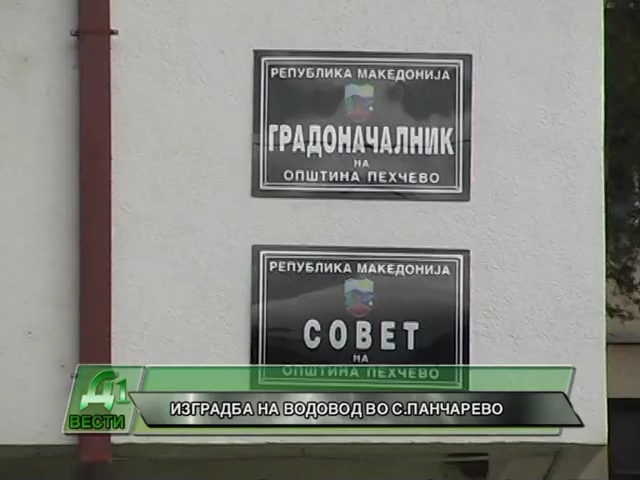 РЕПУБЛИКА МАКЕДОНИЈА
ГРАДОНАЧАЛНИК
НА
ОПШТИНА ПЕХЧЕВО
РЕПУБЛИКА МАКЕДОНИЈА
СОВЕТ
НА
ОПШТИНА ПЕХЧЕВО
Д1
ВЕСТИ
ИЗГРАДБА НА ВОДОВОД ВО С.ПАНЧАРЕВО